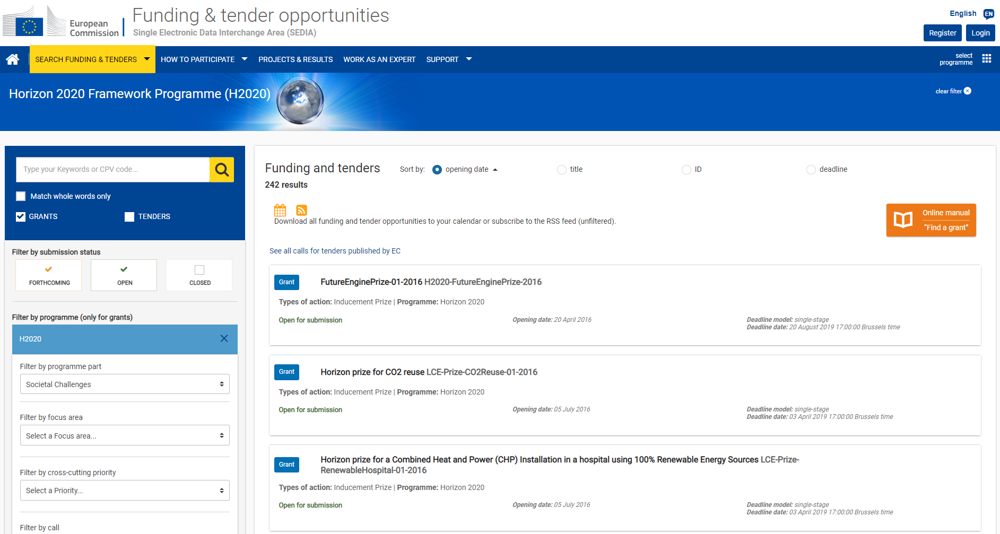 European
Commission
Funding & tender opportunities
Single Electronic Data Interchange Area (SEDIA)
English EN
Register Login
SEARCH FUNDING & TENDERS HOW TO PARTICIPATE PROJECTS & RESULTS WORK AS AN EXPERT SUPPORT
select
programme
Horizon 2020 Framework Programme (H2020)
clear filter
Type your Keywords or CPV code...
Match whole words only
GRANTS TENDERS
Filter by submission status
FORTHCOMING OPEN CLOSED
Filter by programme (only for grants)
H2020
Filter by programme part
Societal Challenges
Filter by focus area
Select a Focus area...
Filter by cross-cutting priority
Select a Priority...
Filter by call
Funding and tenders
Sort by: opening date title ID deadline
242 results
Download all funding and tender opportunities to your calendar or subscribe to the RSS feed (unfiltered).
Online manual
"Find a grant"
See all calls for tenders published by EC
Grant FutureEnginePrize-01-2016 H2020-FutureEnginePrize-2016
Types of action: Inducement Prize | Programme: Horizon 2020
Open for submission Opening date: 20 April 2016 Deadline model: single-stage
Deadline date: 20 August 2019 17:00:00 Brussels time
Grant Horizon prize for CO2 reuse LCE-Prize-CO2Reuse-01-2016
Types of action: Inducement Prize | Programme: Horizon 2020
Open for submission Opening date: 05 July 2016 Deadline model: single-stage
Deadline date: 03 April 2019 17:00:00 Brussels time
Grant Horizon prize for a Combined Heat and Power (CHP) Installation in a hospital using 100% Renewable Energy Sources LCE-Prize-
RenewableHospital-01-2016
Types of action: Inducement Prize | Programme: Horizon 2020
Open for submission Opening date: 05 July 2016 Deadline model: single-stage
Deadline date: 03 April 2019 17:00:00 Brussels time